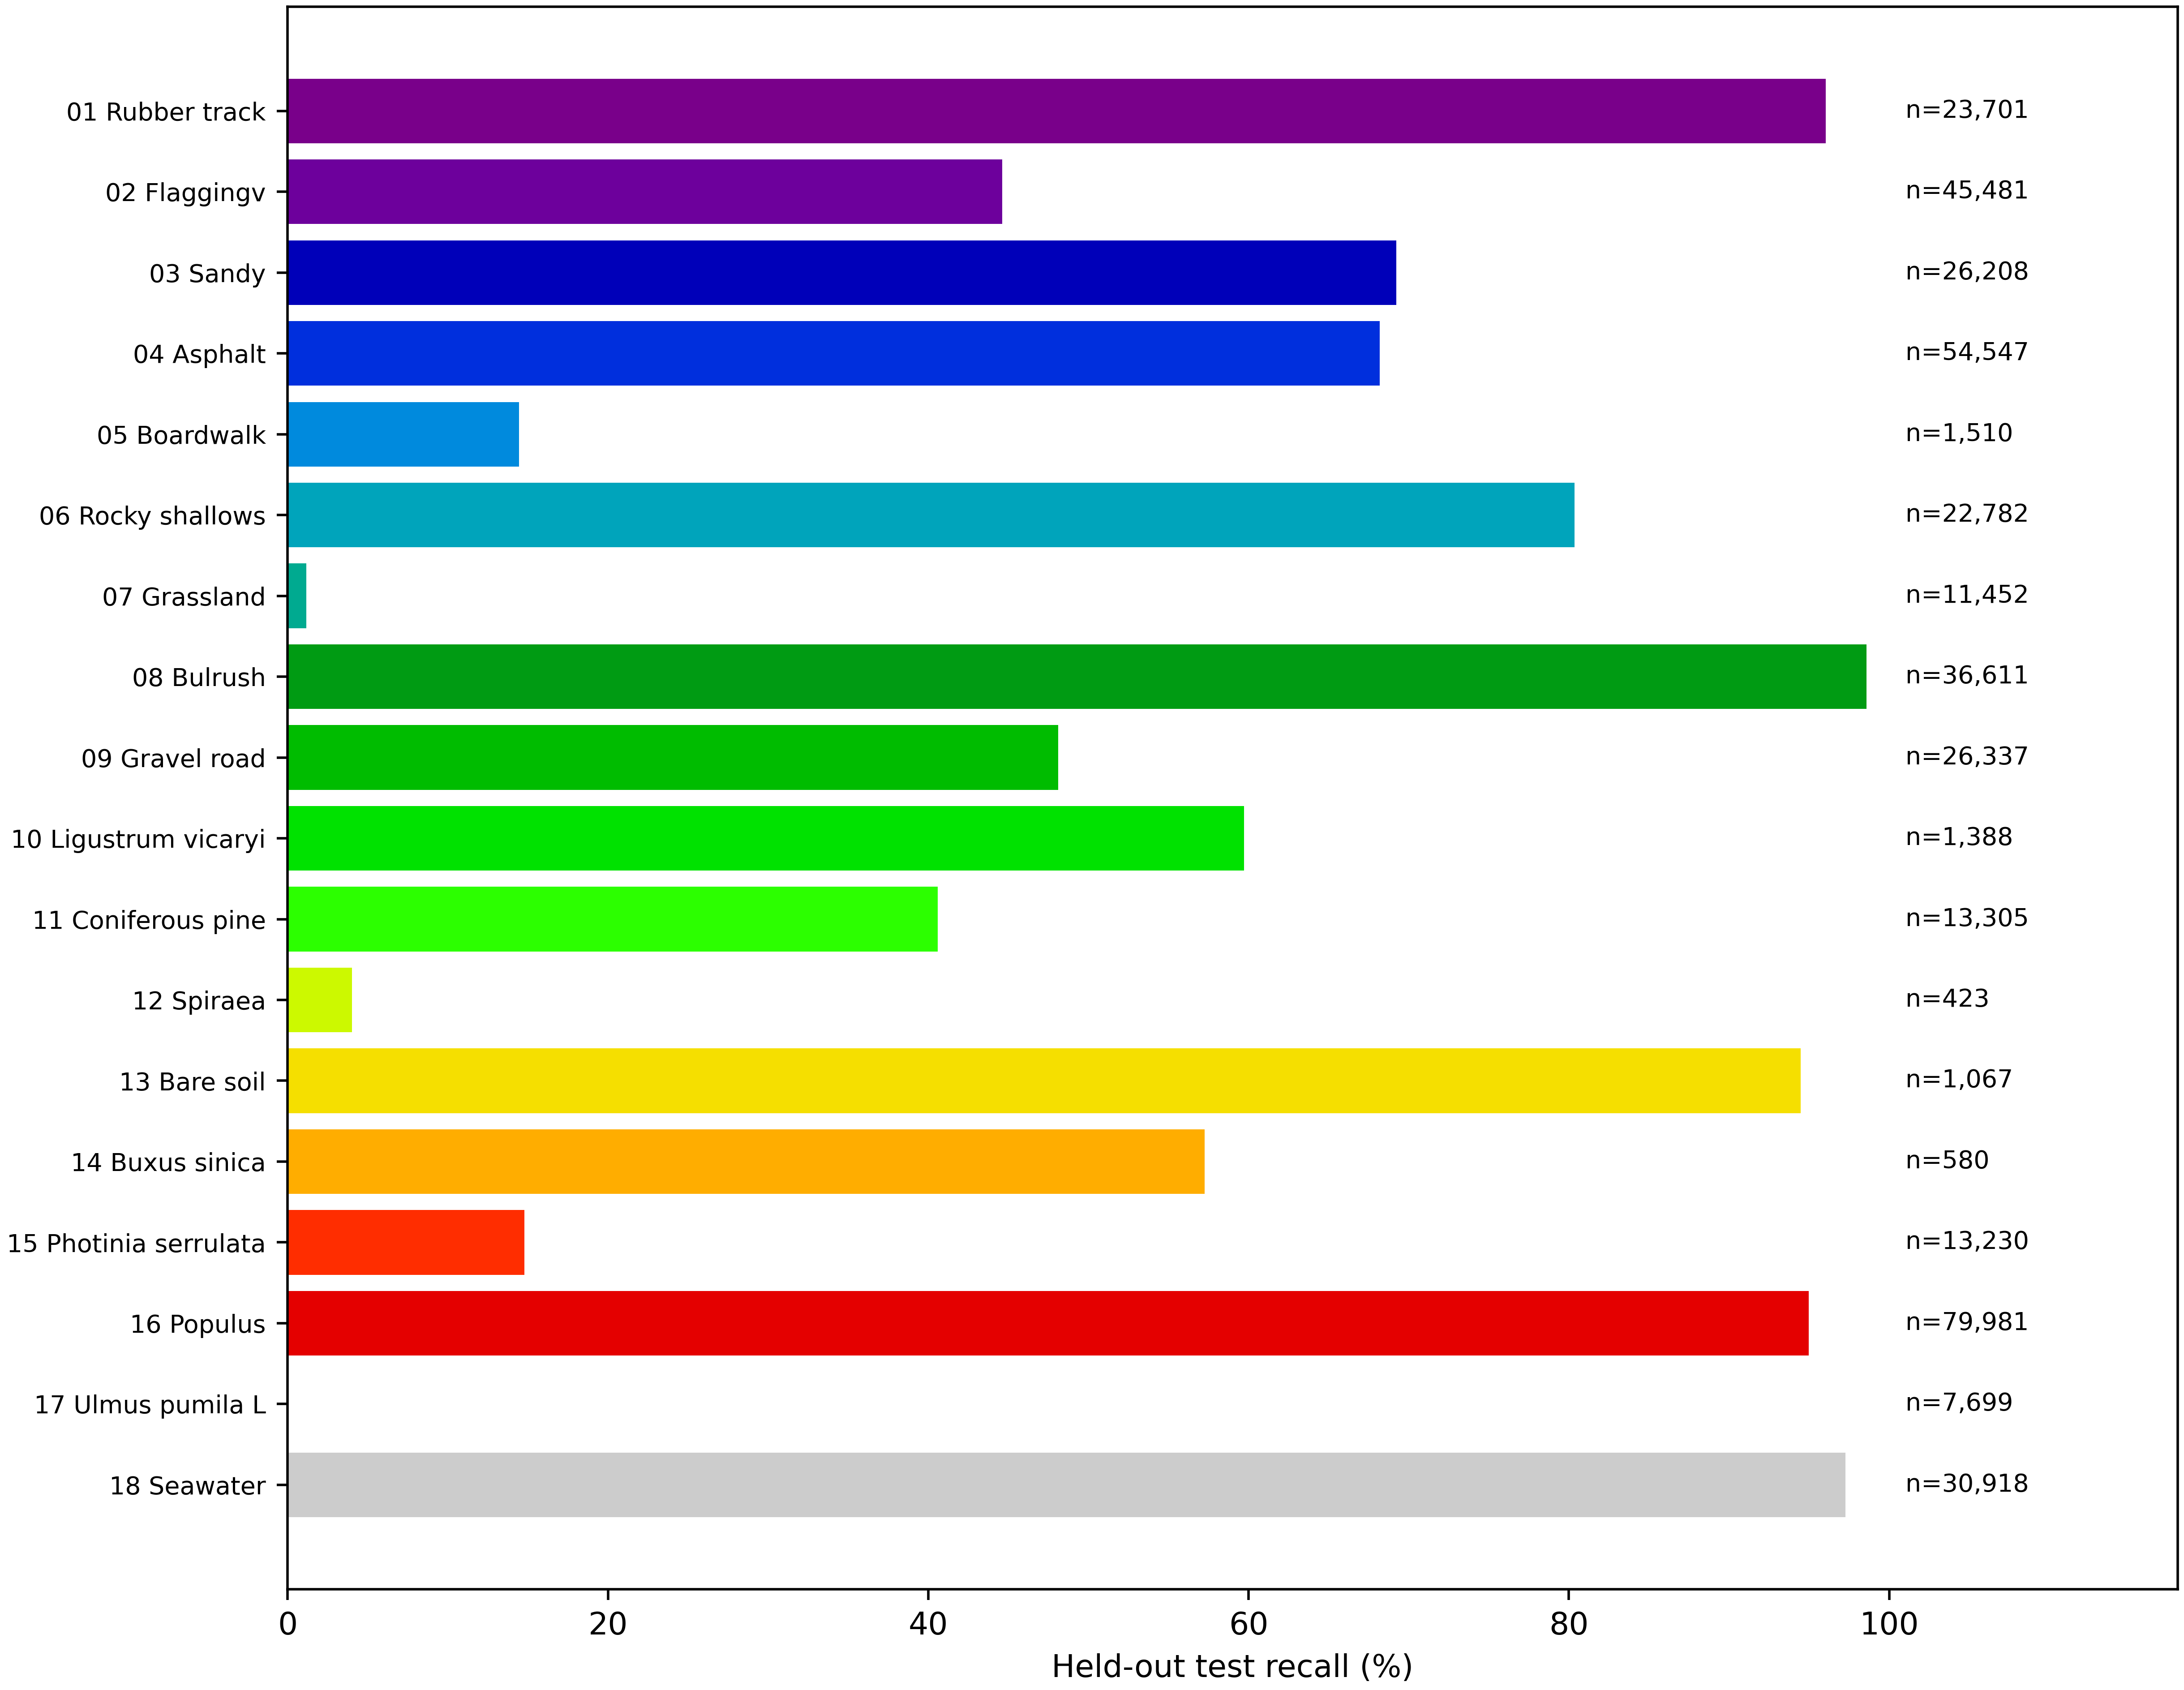 01 Rubber track n=23,701
02 Flaggingv n=45,481
03 Sandy n=26,208
04 Asphalt n=54,547
05 Boardwalk n=1,510
06 Rocky shallows n=22,782
07 Grassland n=11,452
08 Bulrush n=36,611
09 Gravel road n=26,337
10 Ligustrum vicaryi n=1,388
11 Coniferous pine n=13,305
12 Spiraea n=423
13 Bare soil n=1,067
14 Buxus sinica n=580
15 Photinia serrulata n=13,230
16 Populus n=79,981
17 Ulmus pumila L n=7,699
18 Seawater n=30,918
0 20 40 60 80 100
Held-out test recall (%)